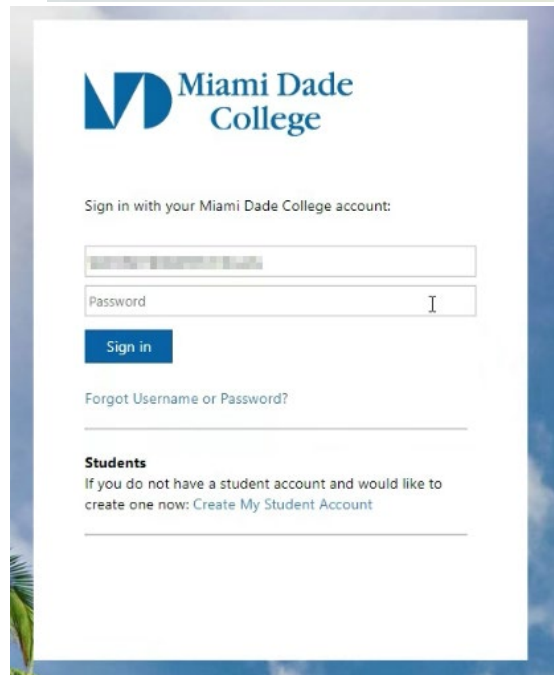 Miami Dade
College
Sign in with your Miami Dade College account:
Password
Sign in
Forgot Username or Password?
Students
If you do not have a student account and would like to
create one now: Create My Student Account